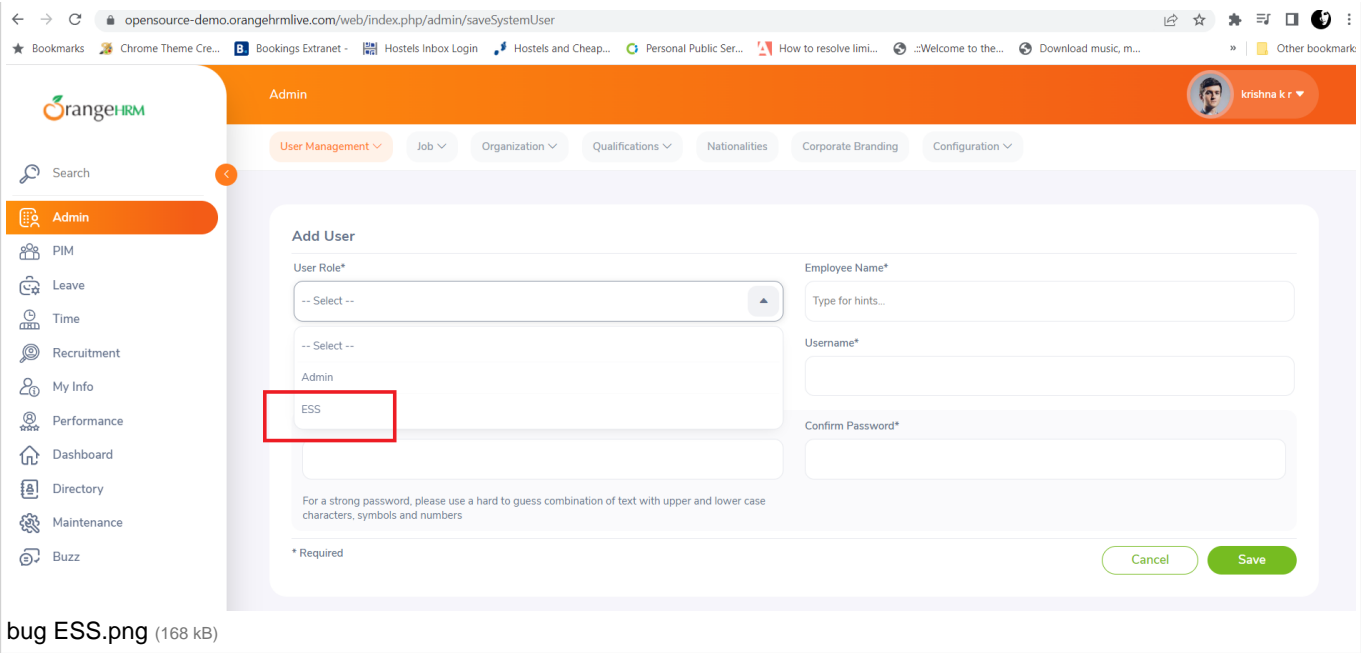 opensource-demo.orangehrmlive.com/web/index.php/admin/saveSystemUser
Bookmarks Chrome Theme Cre... B. Bookings Extranet - Hostels Inbox Login Hostels and Cheap... Personal Public Ser... How to resolve limi... .::Welcome to the... Download music, m... » Other bookmark
OrangeHRM
Admin
krishna k r
User Management Job Organization Qualifications Nationalities Corporate Branding Configuration
Search
Admin
PIM
Leave
Time
Recruitment
My Info
Performance
Dashboard
Directory
Maintenance
Buzz
Add User
User Role*
-- Select --
-- Select --
Admin
ESS
Employee Name*
Type for hints...
Username*
Confirm Password*
For a strong password, please use a hard to guess combination of text with upper and lower case
characters, symbols and numbers
* Required
Cancel Save
bug ESS.png (168 kB)